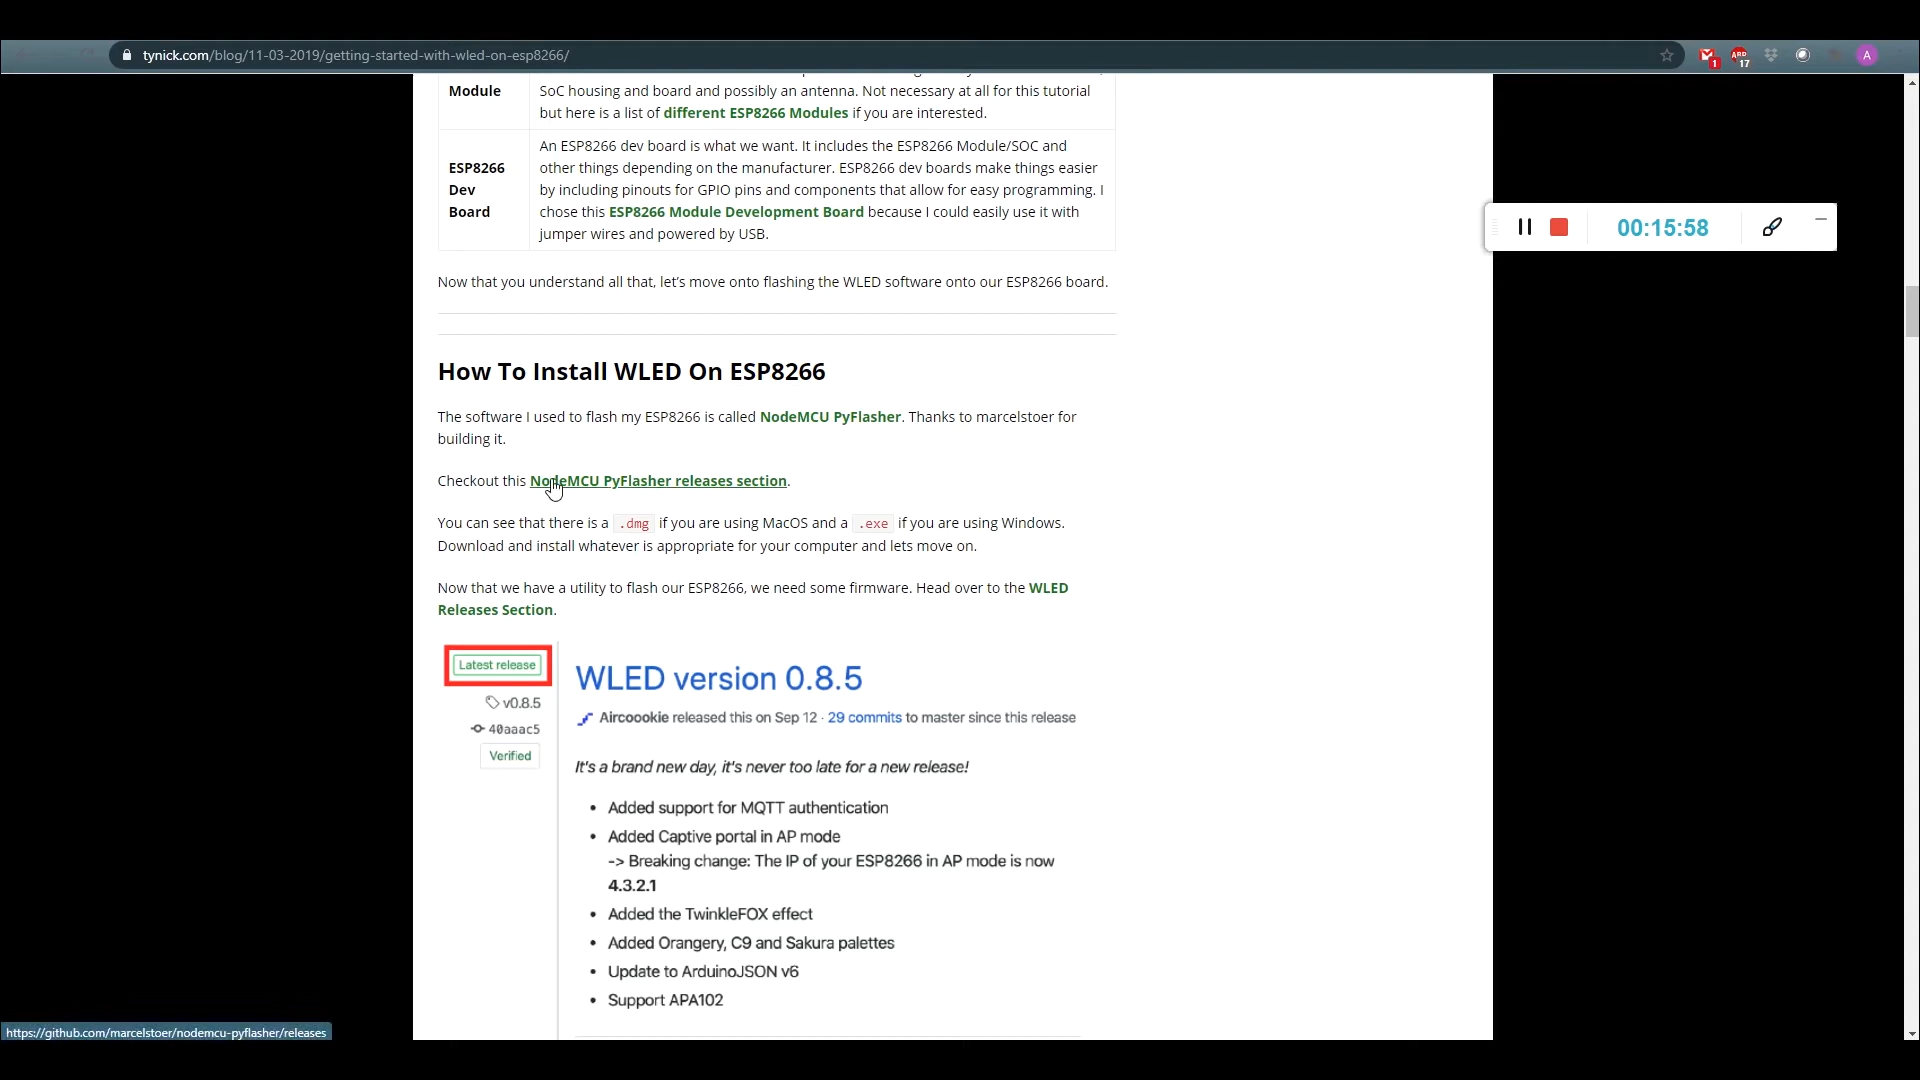 tynick.com/blog/11-03-2019/getting-started-with-wled-on-esp8266/
1
ABP
17
A
Module
SoC housing and board and possibly an antenna. Not necessary at all for this tutorial
but here is a list of different ESP8266 Modules if you are interested.
ESP8266
Dev
Board
An ESP8266 dev board is what we want. It includes the ESP8266 Module/SOC and
other things depending on the manufacturer. ESP8266 dev boards make things easier
by including pinouts for GPIO pins and components that allow for easy programming. I
chose this ESP8266 Module Development Board because I could easily use it with
jumper wires and powered by USB.
00:15:58
Now that you understand all that, let's move onto flashing the WLED software onto our ESP8266 board.
How To Install WLED On ESP8266
The software I used to flash my ESP8266 is called NodeMCU PyFlasher. Thanks to marcelstoer for
building it.
Checkout this NodeMCU PyFlasher releases section.
You can see that there is a .dmg if you are using MacOS and a .exe if you are using Windows.
Download and install whatever is appropriate for your computer and lets move on.
Now that we have a utility to flash our ESP8266, we need some firmware. Head over to the WLED
Releases Section.
Latest release
v0.8.5
40aaac5
Verified
WLED version 0.8.5
Aircoookie released this on Sep 12 · 29 commits to master since this release
It's a brand new day, it's never too late for a new release!
• Added support for MQTT authentication
• Added Captive portal in AP mode
-> Breaking change: The IP of your ESP8266 in AP mode is now
4.3.2.1
• Added the TwinkleFOX effect
• Added Orangery, C9 and Sakura palettes
• Update to ArduinoJSON v6
• Support APA102
https://github.com/marcelstoer/nodemcu-pyflasher/releases